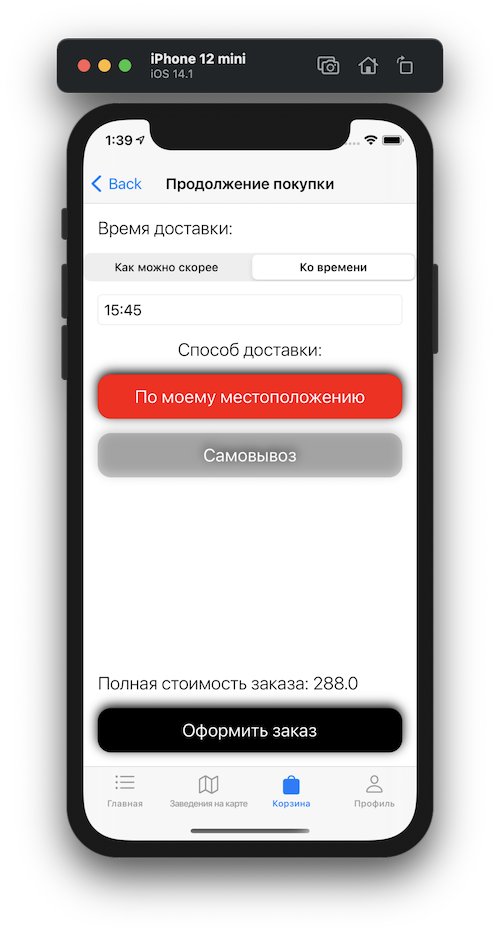 iPhone 12 mini
iOS 14.1
1:39
Back
Продолжение покупки
Время доставки:
Как можно скорее
Ко времени
15:45
Способ доставки:
По моему местоположению
Самовывоз
Полная стоимость заказа: 288.0
Оформить заказ
Главная
Заведения на карте
Корзина
Профиль